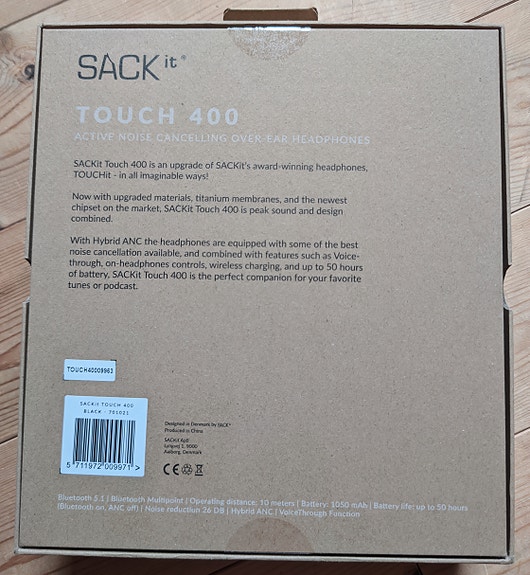 SACKit®
TOUCH 400
ACTIVE NOISE CANCELLING OVER-EAR HEADPHONES
SACKit Touch 400 is an upgrade of SACKit's award-winning headphones,
TOUCHit - in all imaginable ways!
Now with upgraded materials, titanium membranes, and the newest
chipset on the market, SACKit Touch 400 is peak sound and design
combined.
With Hybrid ANC the headphones are equipped with some of the best
noise cancellation available, and combined with features such as Voice-
through, on-headphones controls, wireless charging, and up to 50 hours
of battery, SACKit Touch 400 is the perfect companion for your favorite
tunes or podcast.
TOUCH40009963
SACKit TOUCH 400
BLACK - 701021
5 711972 009971 >
Designed in Denmark by SACK®
Produced in China
SACKit ApS
9000
Aalborg, Denmark
CE
Bluetooth 5.1 | Bluetooth Multipoint | Operating distance: 10 meters | Battery: 1050 mAh | Battery life: up to 50 hours
(Bluetooth on, ANC off) | Noise reduction 26 DB | Hybrid ANC | VoiceThrough Function